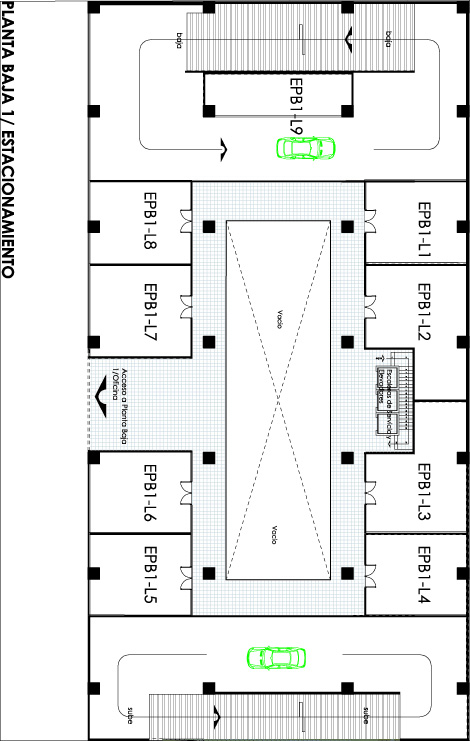 PLANTA BAJA 1/ ESTACIONAMIENTO
baja
baja
EPB1-L9
EPB1-L8
EPB1-L1
EPB1-L7
EPB1-L2
Vacío
Acceso a Planta Baja
1/Oficina
Escaleras de Servicio y
Elevadores
EPB1-L6
EPB1-L3
Vacío
EPB1-L5
EPB1-L4
sube
sube